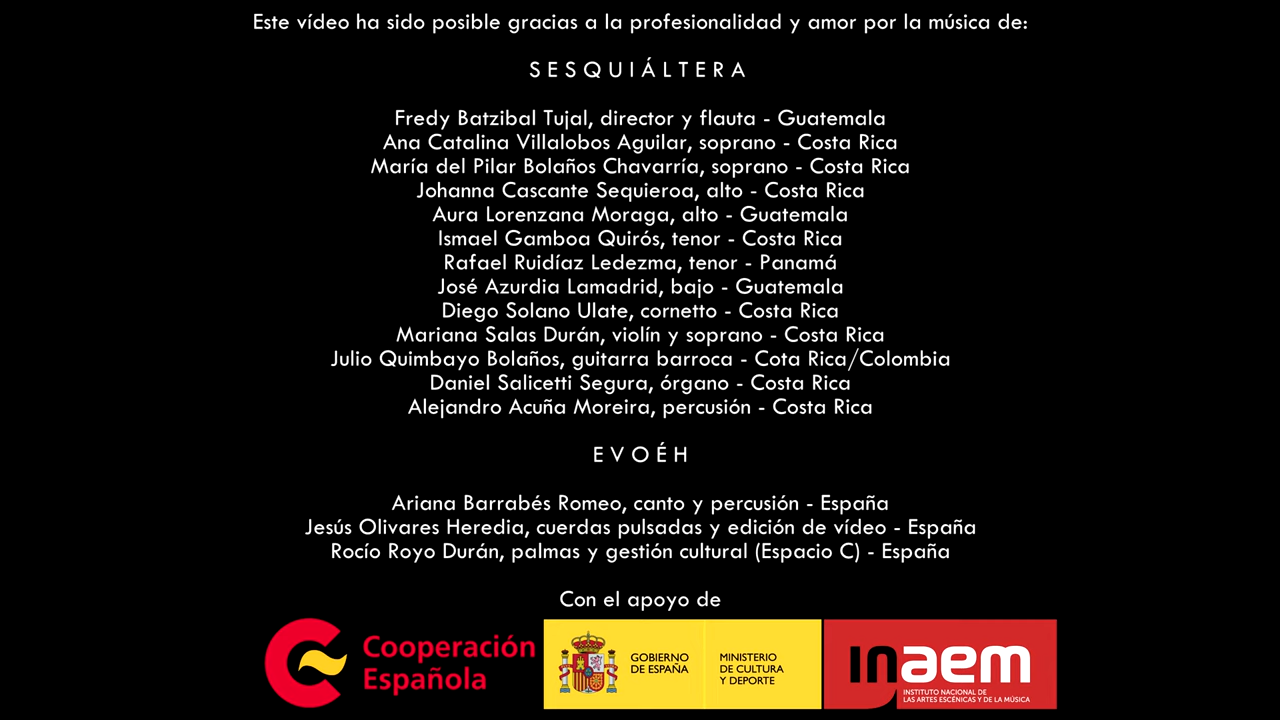 Este vídeo ha sido posible gracias a la profesionalidad y amor por la música de:
SESQUIÁLTERA
Fredy Batzibal Tujal, director y flauta - Guatemala
Ana Catalina Villalobos Aguilar, soprano - Costa Rica
María del Pilar Bolaños Chavarría, soprano - Costa Rica
Johanna Cascante Sequieroa, alto - Costa Rica
Aura Lorenzana Moraga, alto - Guatemala
Ismael Gamboa Quirós, tenor - Costa Rica
Rafael Ruidíaz Ledezma, tenor - Panamá
José Azurdia Lamadrid, bajo - Guatemala
Diego Solano Ulate, cornetto - Costa Rica
Mariana Salas Durán, violín y soprano - Costa Rica
Julio Quimbayo Bolaños, guitarra barroca - Cota Rica/Colombia
Daniel Salicetti Segura, órgano - Costa Rica
Alejandro Acuña Moreira, percusión - Costa Rica
EVOÉH
Ariana Barrabés Romeo, canto y percusión - España
Jesús Olivares Heredia, cuerdas pulsadas y edición de vídeo - España
Rocío Royo Durán, palmas y gestión cultural (Espacio C) - España
Con el apoyo de
Cooperación
Española
GOBIERNO
DE ESPAÑA
MINISTERIO
DE CULTURA
Y DEPORTE
inaem
INSTITUTO NACIONAL DE
LAS ARTES ESCÉNICAS Y DE LA MÚSICA